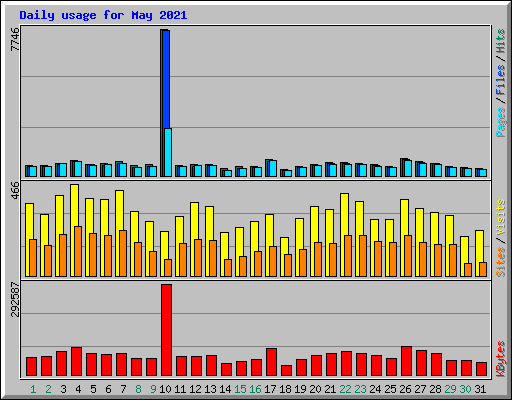 Daily usage for May 2021
7746
Pages / Files / Hits
466
Sites / Visits
292587
KBytes
1 2 3 4 5 6 7 8 9 10 11 12 13 14 15 16 17 18 19 20 21 22 23 24 25 26 27 28 29 30 31